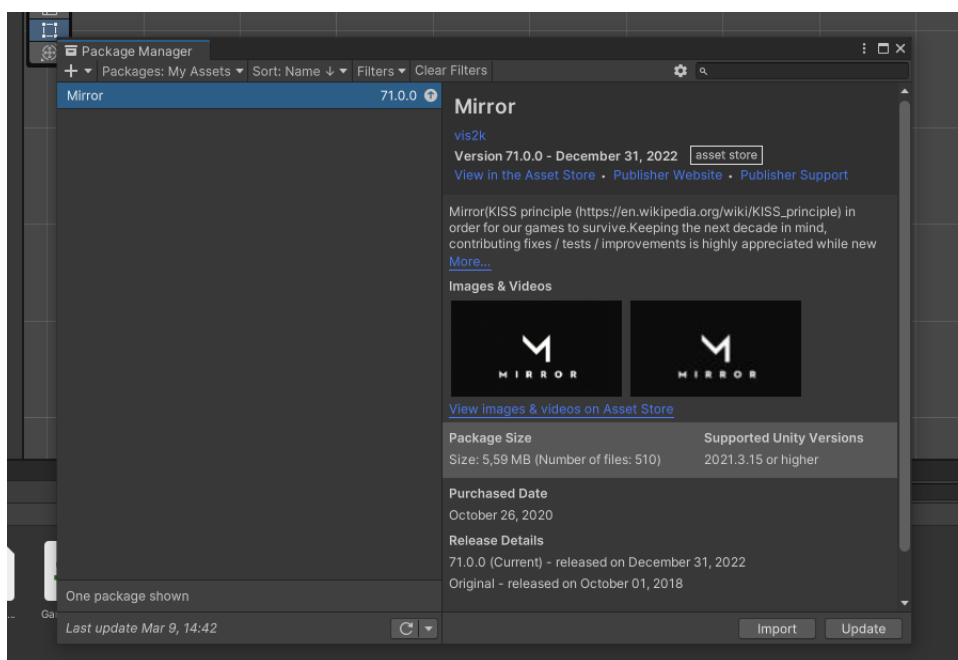 Package Manager
Packages: My Assets Sort: Name ↓ Filters Clear Filters
Mirror 71.0.0
Mirror
vis2k
Version 71.0.0 - December 31, 2022 asset store
View in the Asset Store • Publisher Website • Publisher Support
Mirror(KISS principle (https://en.wikipedia.org/wiki/KISS_principle) in
order for our games to survive.Keeping the next decade in mind,
contributing fixes / tests / improvements is highly appreciated while new
More...
Images & Videos
MIRROR MIRROR
View images & videos on Asset Store
Package Size Supported Unity Versions
Size: 5,59 MB (Number of files: 510) 2021.3.15 or higher
Purchased Date
October 26, 2020
Release Details
71.0.0 (Current) - released on December 31, 2022
Original - released on October 01, 2018
One package shown
Ga
Last update Mar 9, 14:42
Import Update